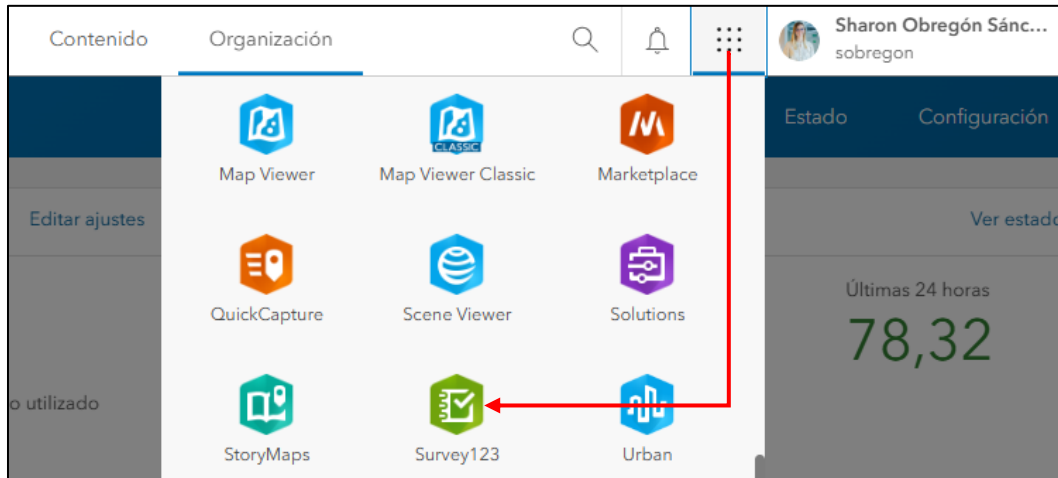 Contenido
Organización
Sharon Obregón Sánc...
sobregon
Estado
Configuración
Map Viewer
CLASSIC
Map Viewer Classic
Marketplace
Editar ajustes
Ver estado
QuickCapture
Scene Viewer
Solutions
Últimas 24 horas
78,32
o utilizado
StoryMaps
Survey123
Urban